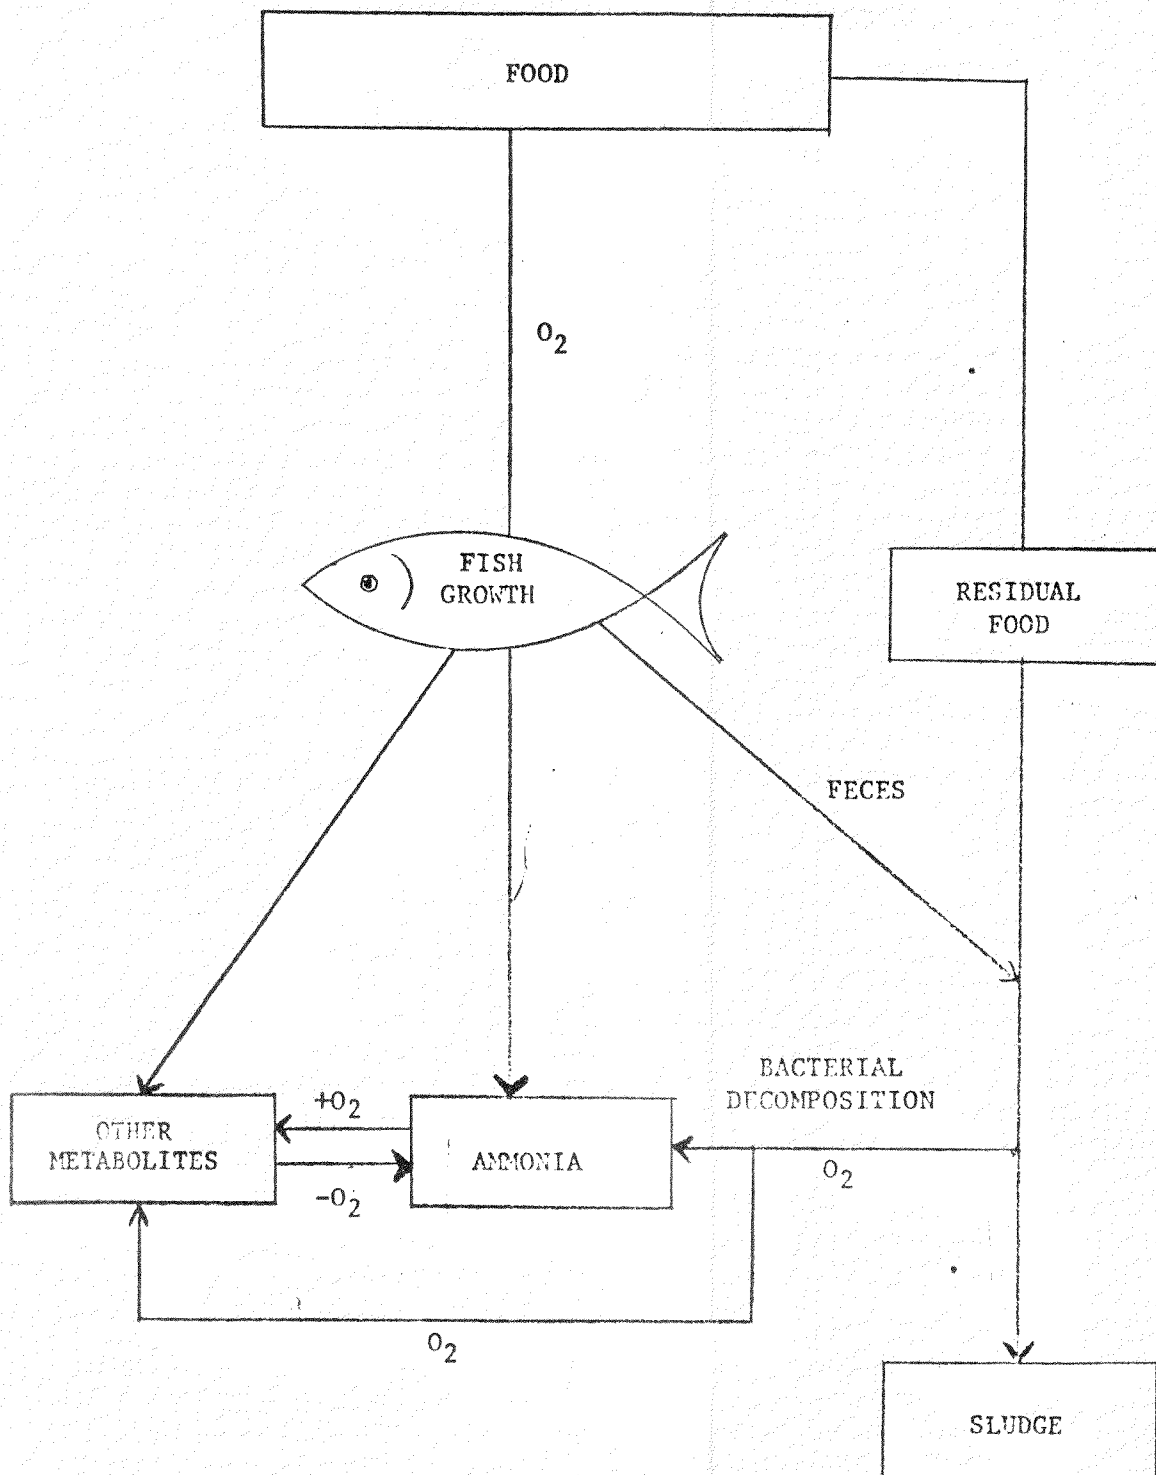 FOOD
O2
FISH
GROWTH
RESIDUAL
FOOD
FECES
BACTERIAL
DECOMPOSITION
+O2
OTHER
METABOLITES
AMMONIA
O2
-O2
O2
SLUDGE